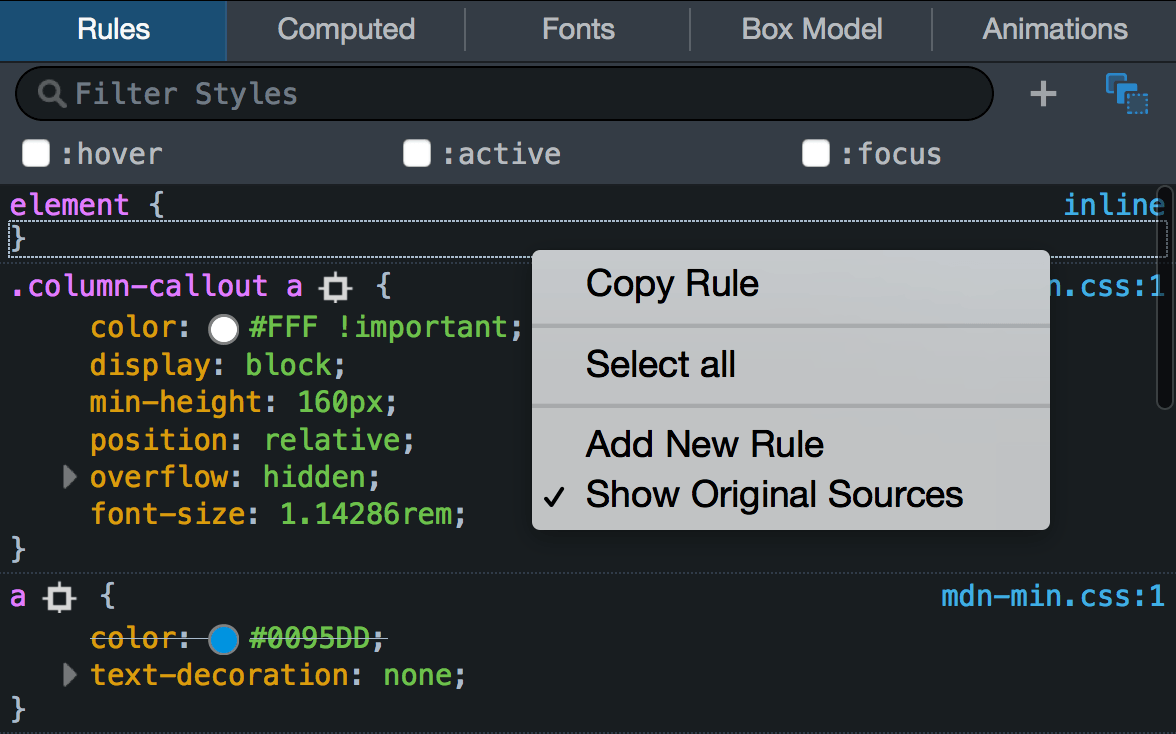 Rules Computed Fonts Box Model Animations
Filter Styles
:hover :active :focus
element { inline
}
.column-callout a { n.css:1
color: #FFF !important;
display: block;
min-height: 160px;
position: relative;
overflow: hidden;
font-size: 1.14286rem;
}
Copy Rule
Select all
Add New Rule
✓ Show Original Sources
a { mdn-min.css:1
color: #0095DD;
text-decoration: none;
}